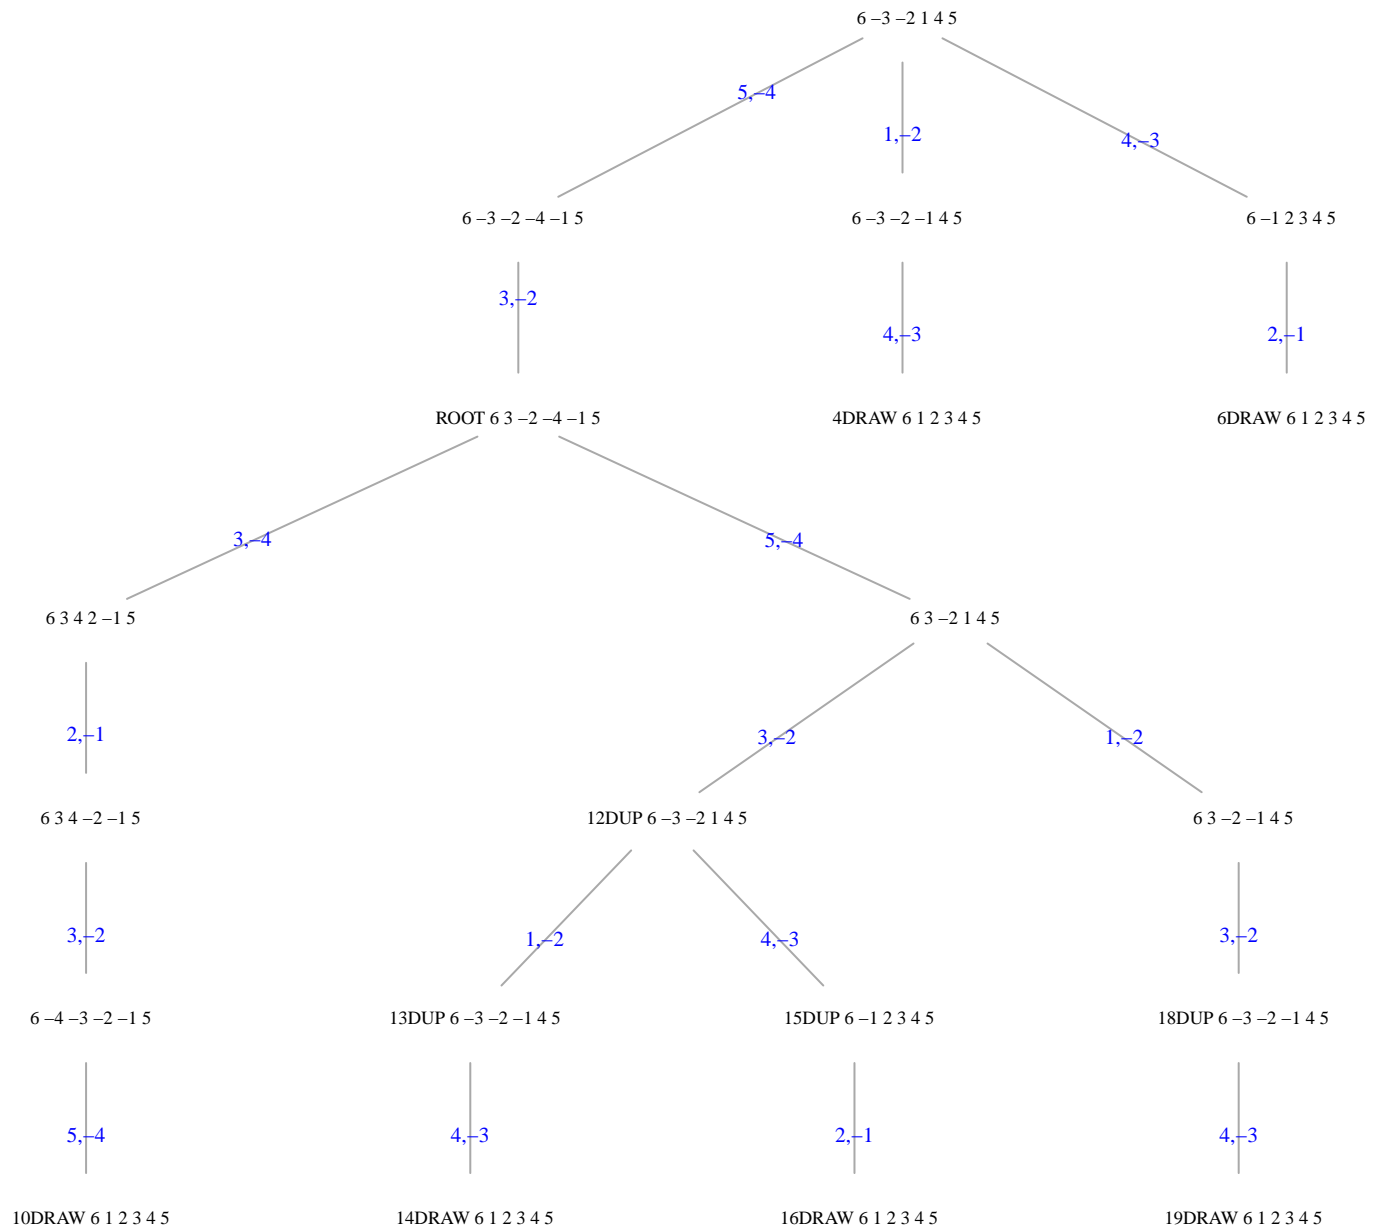 6 –3 –2 1 4 5
5,–4
1,–2
4,–3
6 –3 –2 –4 –1 5
6 –3 –2 –1 4 5
6 –1 2 3 4 5
3,–2
4,–3
2,–1
ROOT 6 3 –2 –4 –1 5
4DRAW 6 1 2 3 4 5
6DRAW 6 1 2 3 4 5
3,–4
5,–4
6 3 4 2 –1 5
6 3 –2 1 4 5
2,–1
3,–2
1,–2
6 3 4 –2 –1 5
12DUP 6 –3 –2 1 4 5
6 3 –2 –1 4 5
3,–2
1,–2
4,–3
3,–2
6 –4 –3 –2 –1 5
13DUP 6 –3 –2 –1 4 5
15DUP 6 –1 2 3 4 5
18DUP 6 –3 –2 –1 4 5
5,–4
4,–3
2,–1
4,–3
10DRAW 6 1 2 3 4 5
14DRAW 6 1 2 3 4 5
16DRAW 6 1 2 3 4 5
19DRAW 6 1 2 3 4 5